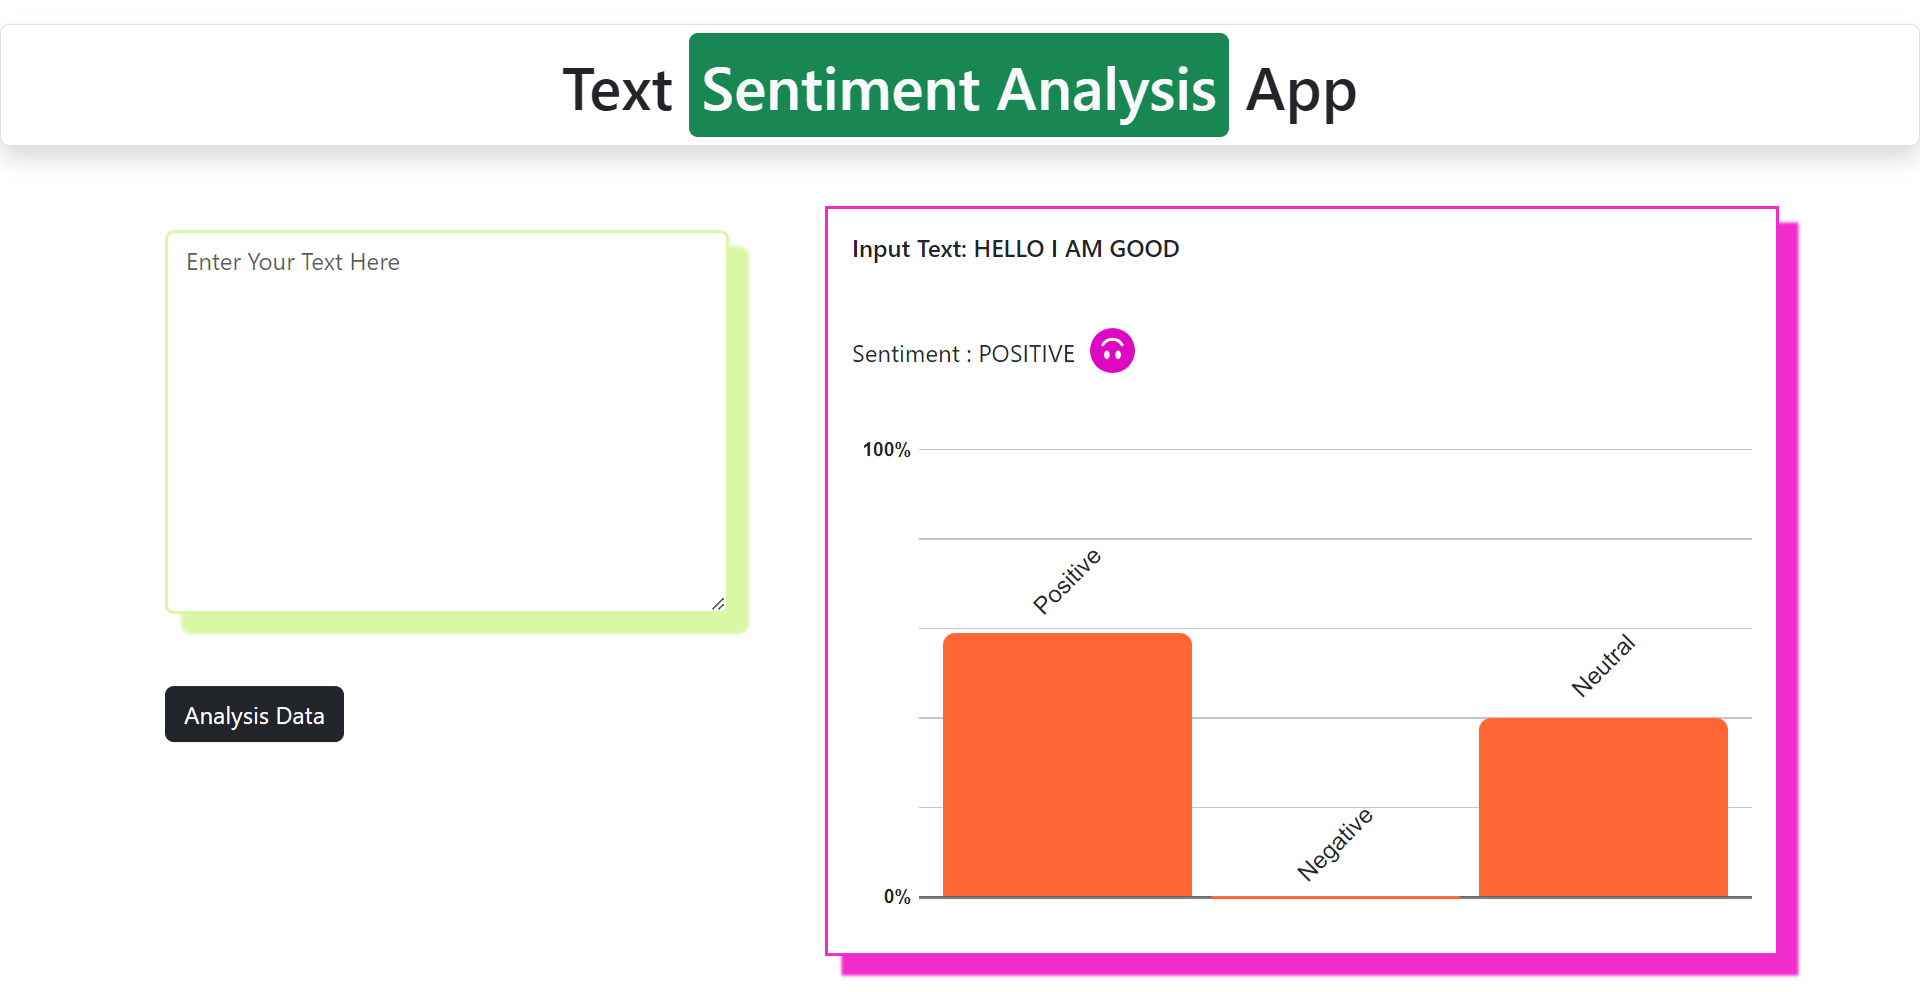 Text Sentiment Analysis App
Enter Your Text Here
Analysis Data
Input Text: HELLO I AM GOOD
Sentiment : POSITIVE
100%
Positive
Neutral
Negative
0%